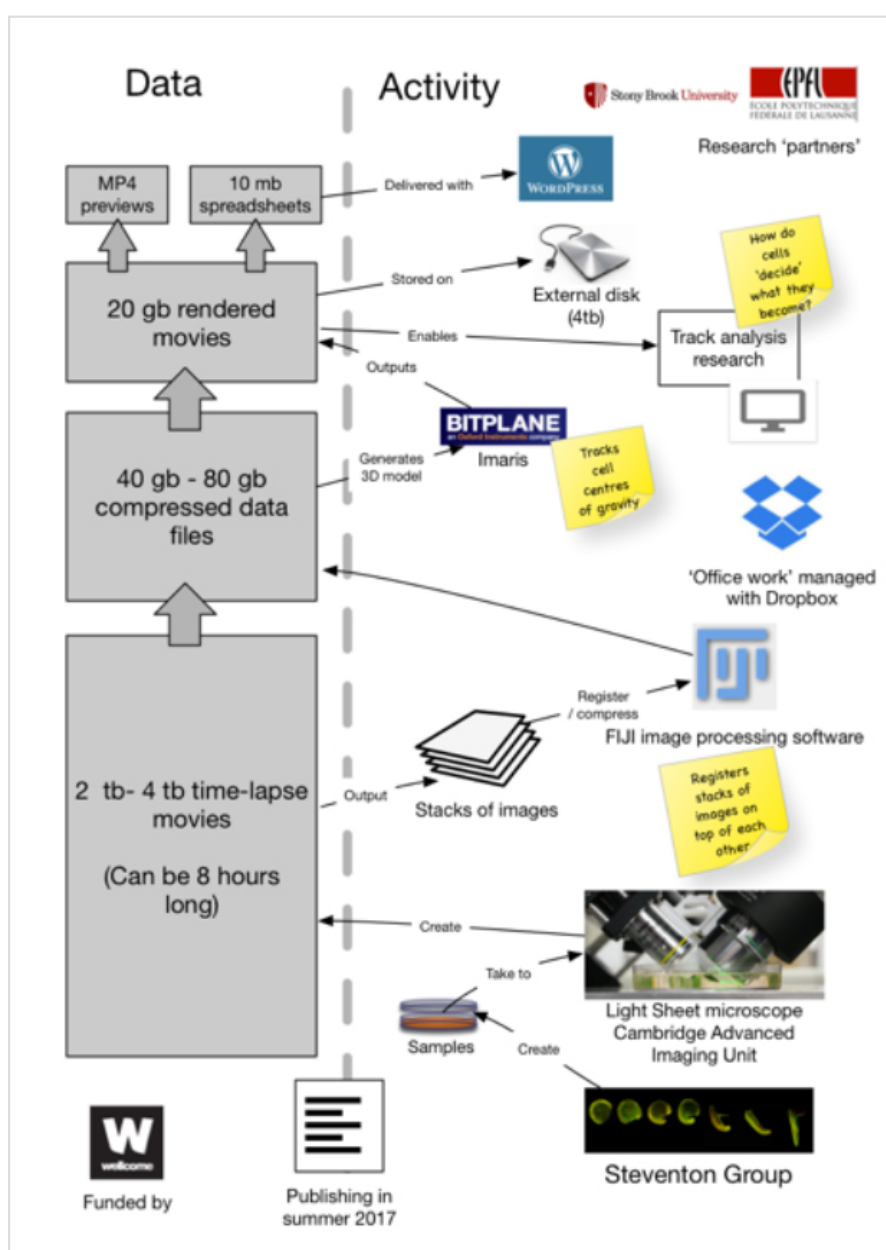 Data
Activity
Stony Brook University
EPFL
ÉCOLE POLYTECHNIQUE
FÉDÉRALE DE LAUSANNE
Research ‘partners’
MP4
previews
10 mb
spreadsheets
Delivered with
W
WORDPRESS
Stored on
External disk
(4tb)
How do
cells
‘decide’
what they
become?
20 gb rendered
movies
Enables
Track analysis
research
Outputs
BITPLANE
an Oxford Instruments company
Imaris
Generates
3D model
Tracks
cell
centres
of gravity
40 gb - 80 gb
compressed data
files
‘Office work’ managed
with Dropbox
Register
/ compress
FIJI image processing software
2 tb- 4 tb time-lapse
movies
(Can be 8 hours
long)
Output
Stacks of images
Registers
stacks of
images on
top of each
other
Create
Take to
Light Sheet microscope
Cambridge Advanced
Imaging Unit
Samples
Create
Steventon Group
W
wellcome
Funded by
Publishing in
summer 2017